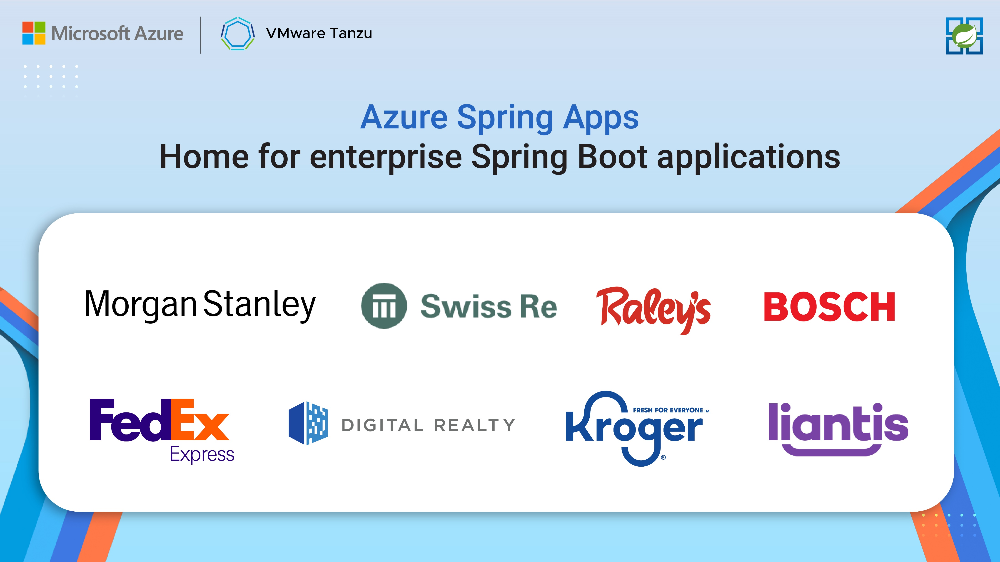 Microsoft Azure
VMware Tanzu
Azure Spring Apps
Home for enterprise Spring Boot applications
Morgan Stanley
Swiss Re
Raley's
BOSCH
FedEx
Express
DIGITAL REALTY
FRESH FOR EVERYONE™
Kroger
®
liantis